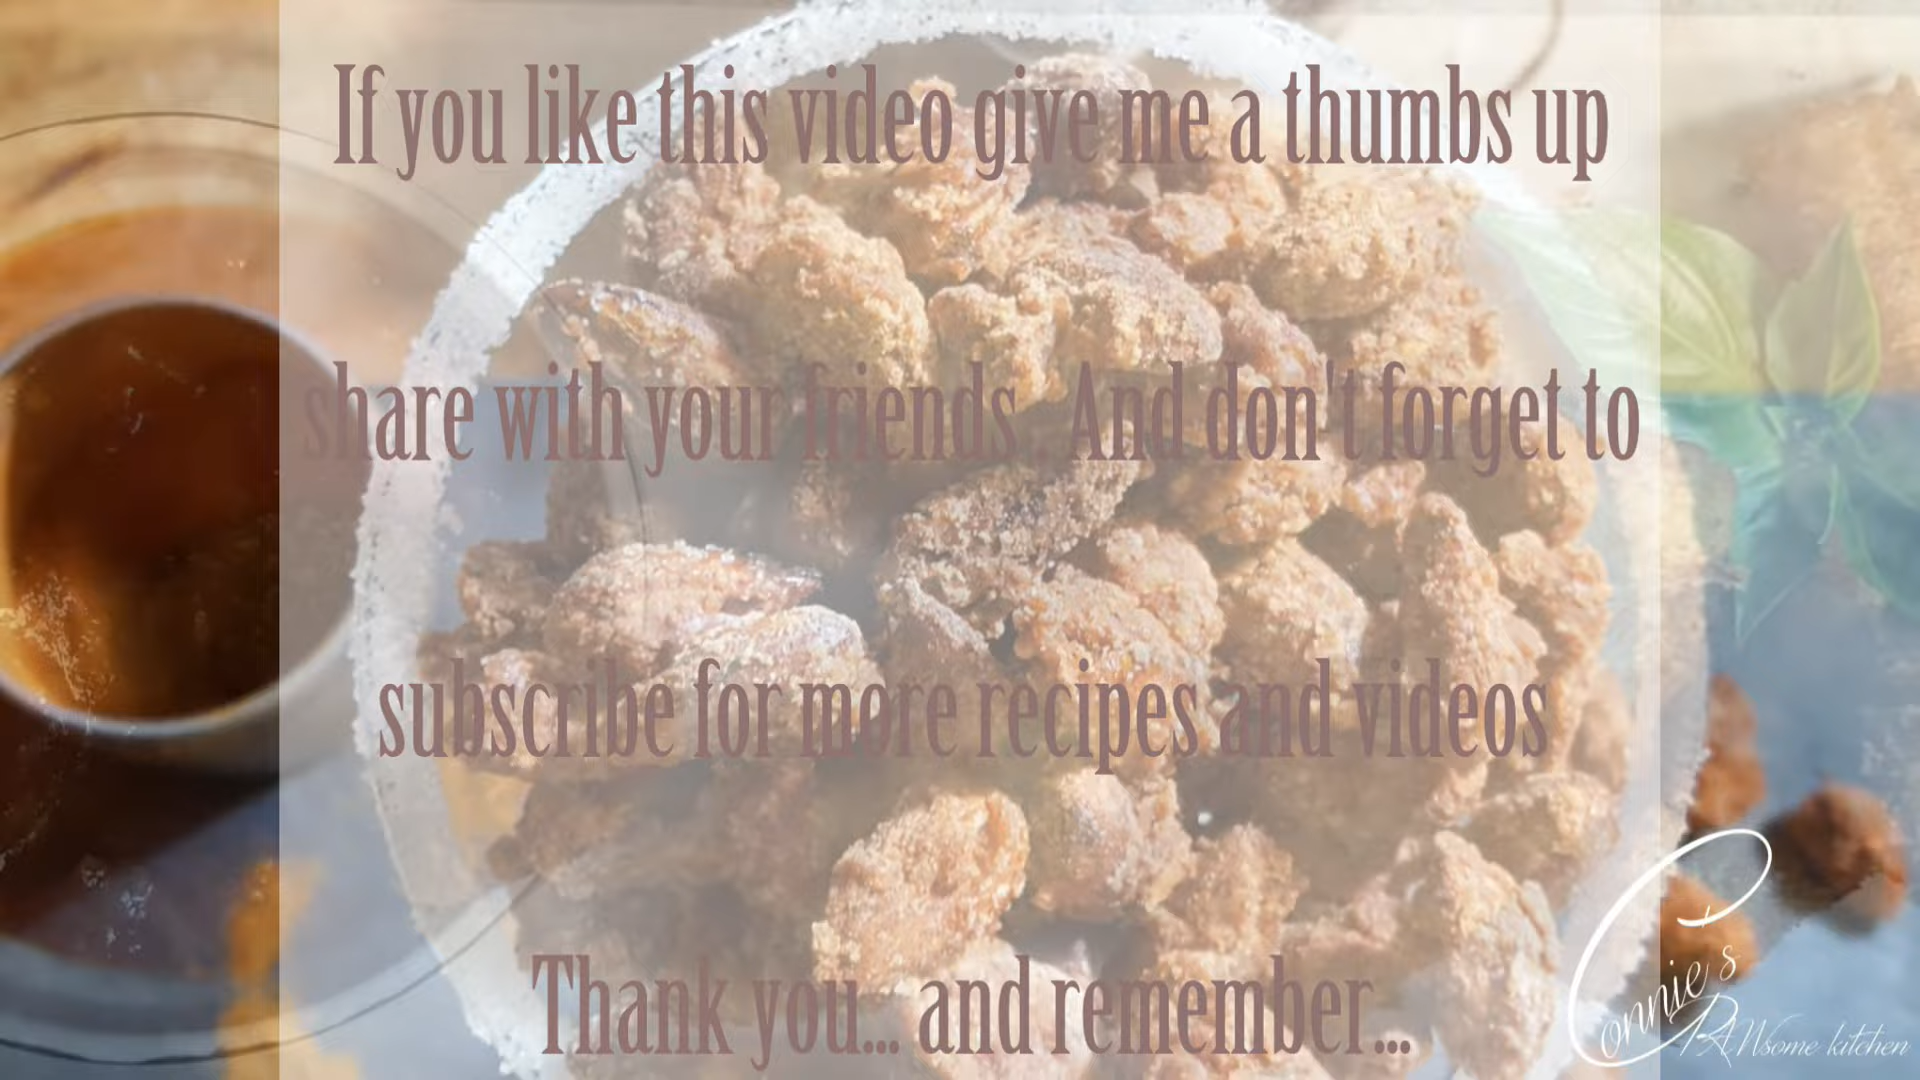 If you like this video give me a thumbs up
share with your friends . And don't forget to
subscribe for more recipes and videos
Thank you... and remember...
Connie's
RAWsome kitchen